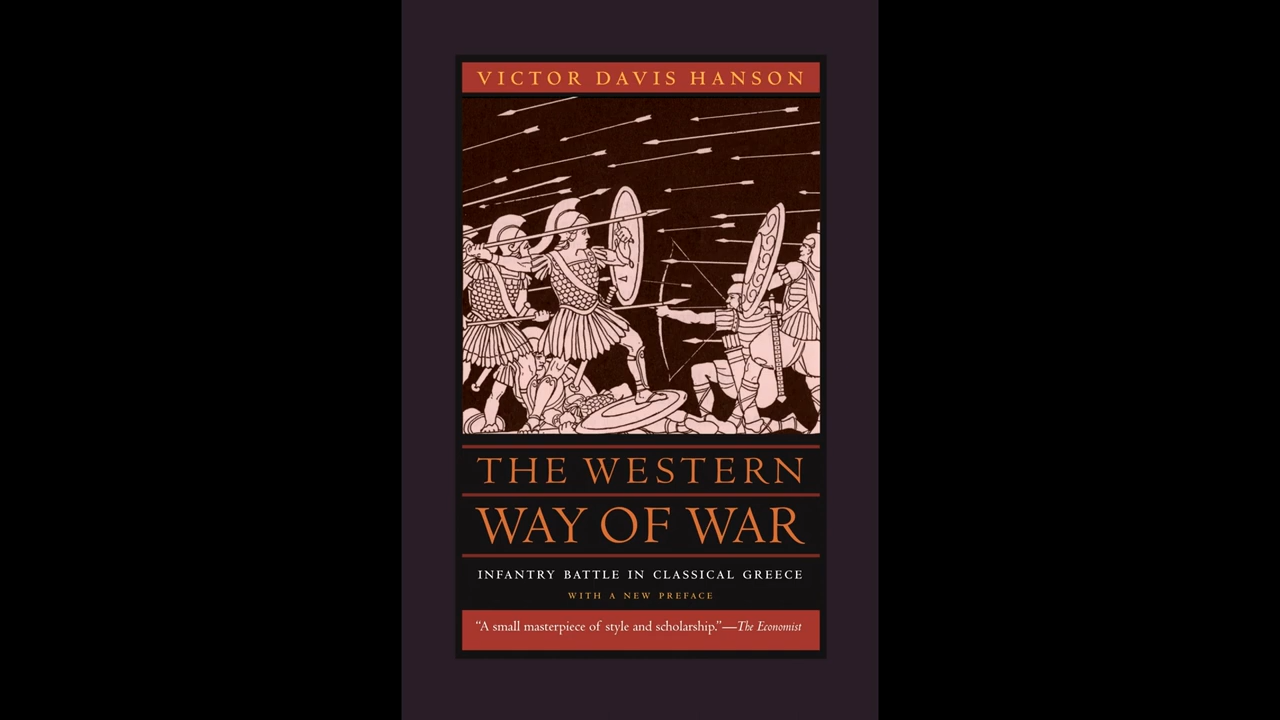 VICTOR DAVIS HANSON
THE WESTERN
WAY OF WAR
INFANTRY BATTLE IN CLASSICAL GREECE
WITH A NEW PREFACE
“A small masterpiece of style and scholarship.”—The Economist